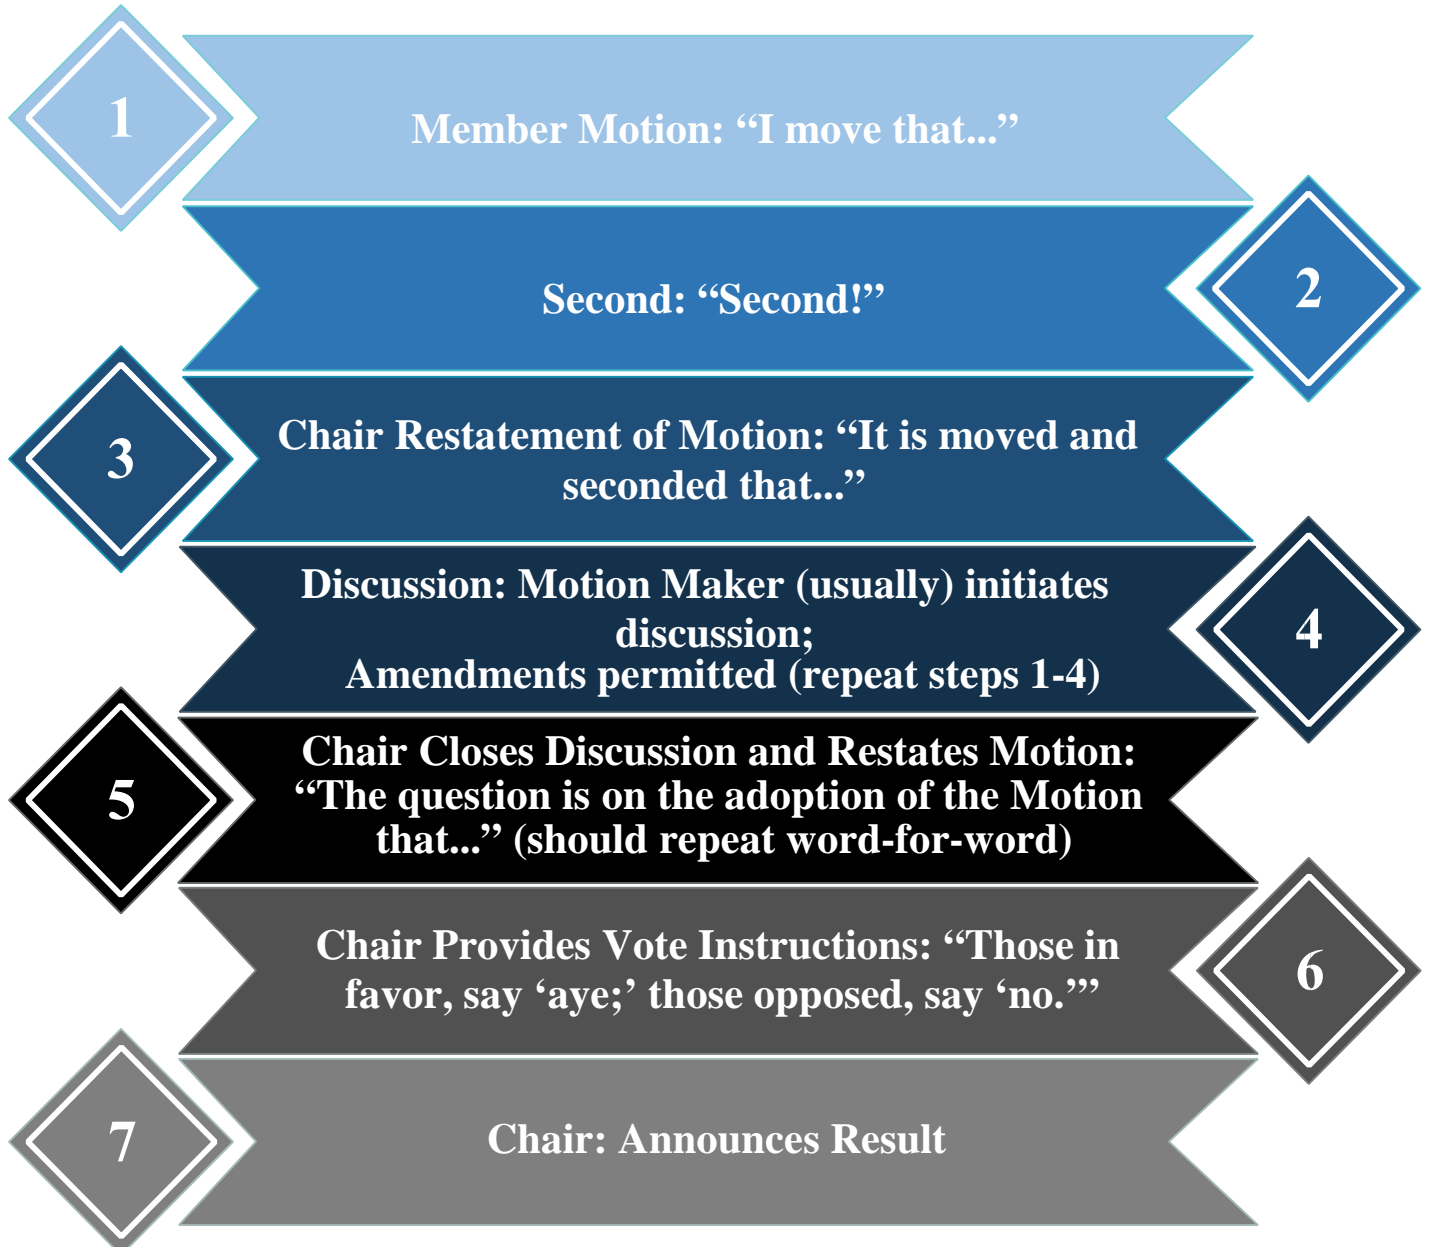 1
Member Motion: “I move that...”
Second: “Second!”
2
3
Chair Restatement of Motion: “It is moved and
seconded that...”
Discussion: Motion Maker (usually) initiates
discussion;
Amendments permitted (repeat steps 1-4)
4
5
Chair Closes Discussion and Restates Motion:
“The question is on the adoption of the Motion
that...” (should repeat word-for-word)
Chair Provides Vote Instructions: “Those in
favor, say ‘aye;’ those opposed, say ‘no.’”
6
7
Chair: Announces Result